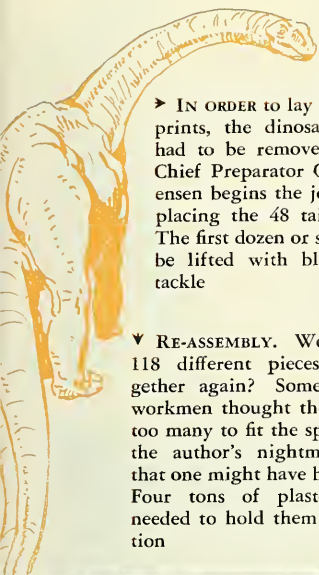 ➤ IN ORDER to lay
prints, the dinosa
had to be remove
Chief Preparator
ensen begins the j
placing the 48 tai
The first dozen or s
be lifted with bl
tackle
▼ RE-ASSEMBLY. W
118 different pieces
gether again? Some
workmen thought th
too many to fit the sp
the author's nightm
that one might have h
Four tons of plast
needed to hold them
tion